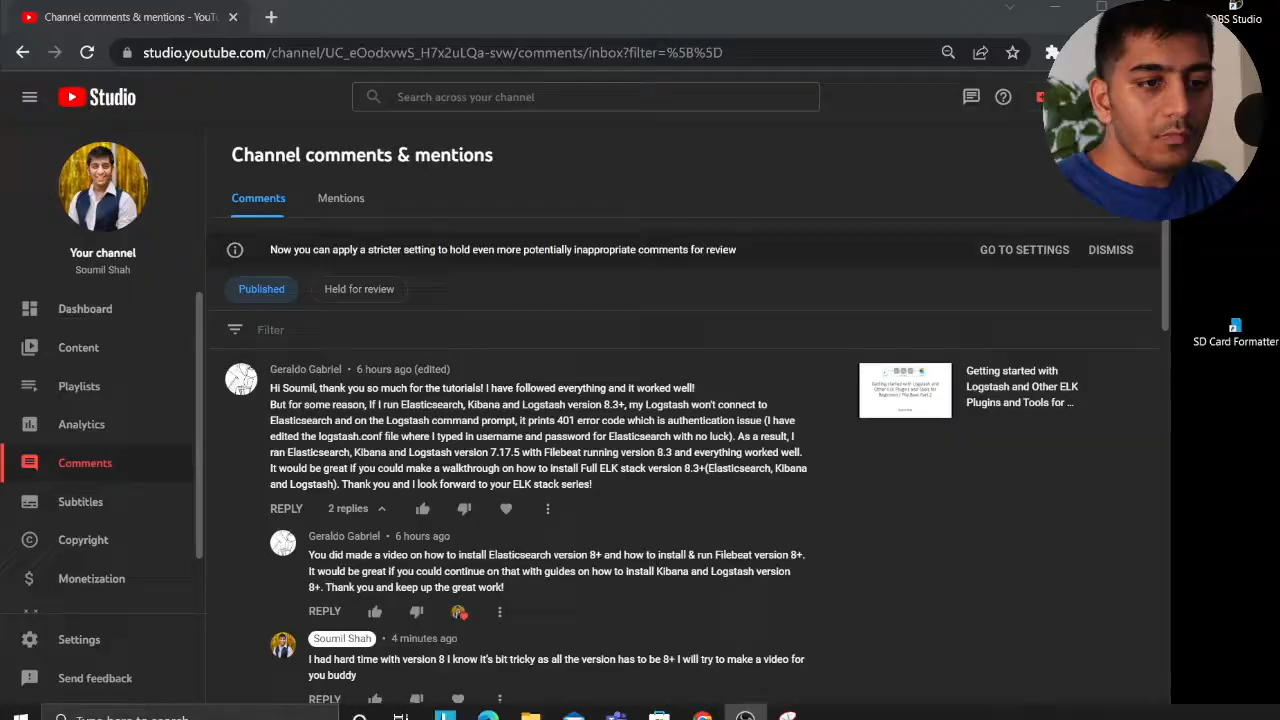 Channel comments & mentions - YouTu
OBS Studio
studio.youtube.com/channel/UC_eOodxvwS_H7x2uLQa-svw/comments/inbox?filter=%5B%5D
Studio
Search across your channel
Channel comments & mentions
Comments
Mentions
Your channel
Soumil Shah
Now you can apply a stricter setting to hold even more potentially inappropriate comments for review
GO TO SETTINGS
DISMISS
Published
Held for review
Filter
Dashboard
Content
Playlists
Analytics
Comments
Subtitles
Copyright
Monetization
Settings
Send feedback
SD Card Formatter
Geraldo Gabriel • 6 hours ago (edited)
Hi Soumil, thank you so much for the tutorials! I have followed everything and it worked well!
But for some reason, If I run Elasticsearch, Kibana and Logstash version 8.3+, my Logstash won't connect to
Elasticsearch and on the Logstash command prompt, it prints 401 error code which is authentication issue (I have
edited the logstash.conf file where I typed in username and password for Elasticsearch with no luck). As a result, I
ran Elasticsearch, Kibana and Logstash version 7.17.5 with Filebeat running version 8.3 and everything worked well.
It would be great if you could make a walkthrough on how to install Full ELK stack version 8.3+(Elasticsearch, Kibana
and Logstash). Thank you and I look forward to your ELK stack series!
REPLY
2 replies
Getting started with
Logstash and Other ELK
Plugins and Tools for ...
Geraldo Gabriel • 6 hours ago
You did made a video on how to install Elasticsearch version 8+ and how to install & run Filebeat version 8+.
It would be great if you could continue on that with guides on how to install Kibana and Logstash version
8+. Thank you and keep up the great work!
REPLY
Soumil Shah • 4 minutes ago
I had hard time with version 8 I know it's bit tricky as all the version has to be 8+ I will try to make a video for
you buddy
REPLY
Type here to search